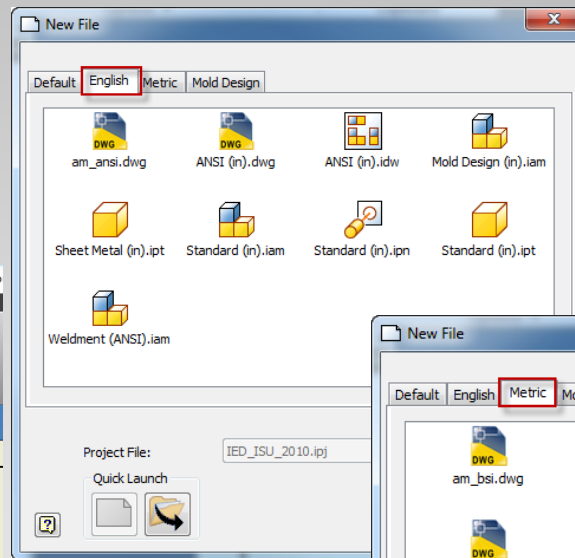 New File
Default English Metric Mold Design
DWG DWG
am_ansi.dwg ANSI (in).dwg ANSI (in).idw Mold Design (in).iam
Sheet Metal (in).ipt Standard (in).iam Standard (in).ipn Standard (in).ipt
Weldment (ANSI).iam
Project File: IED_ISU_2010.ipj
Quick Launch
New File
Default English Metric Mo
DWG
am_bsi.dwg
DWG